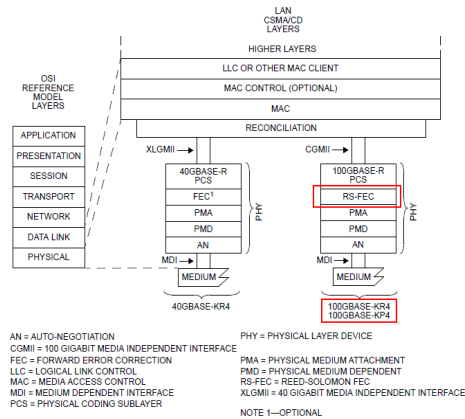 LAN
CSMA/CD
LAYERS
HIGHER LAYERS
LLC OR OTHER MAC CLIENT
MAC CONTROL (OPTIONAL)
MAC
RECONCILIATION
OSI
REFERENCE
MODEL
LAYERS
APPLICATION
PRESENTATION
SESSION
TRANSPORT
NETWORK
DATA LINK
PHYSICAL
XLGMII
40GBASE-R
PCS
FEC¹
PMA
PMD
AN
PHY
MDI
MEDIUM
40GBASE-KR4
CGMII
100GBASE-R
PCS
RS-FEC
PMA
PMD
AN
PHY
MDI
MEDIUM
100GBASE-KR4
100GBASE-KP4
AN = AUTO-NEGOTIATION
CGMII = 100 GIGABIT MEDIA INDEPENDENT INTERFACE
FEC = FORWARD ERROR CORRECTION
LLC = LOGICAL LINK CONTROL
MAC = MEDIA ACCESS CONTROL
MDI = MEDIUM DEPENDENT INTERFACE
PCS = PHYSICAL CODING SUBLAYER
PHY = PHYSICAL LAYER DEVICE
PMA = PHYSICAL MEDIUM ATTACHMENT
PMD = PHYSICAL MEDIUM DEPENDENT
RS-FEC = REED-SOLOMON FEC
XLGMII = 40 GIGABIT MEDIA INDEPENDENT INTERFACE
NOTE 1—OPTIONAL